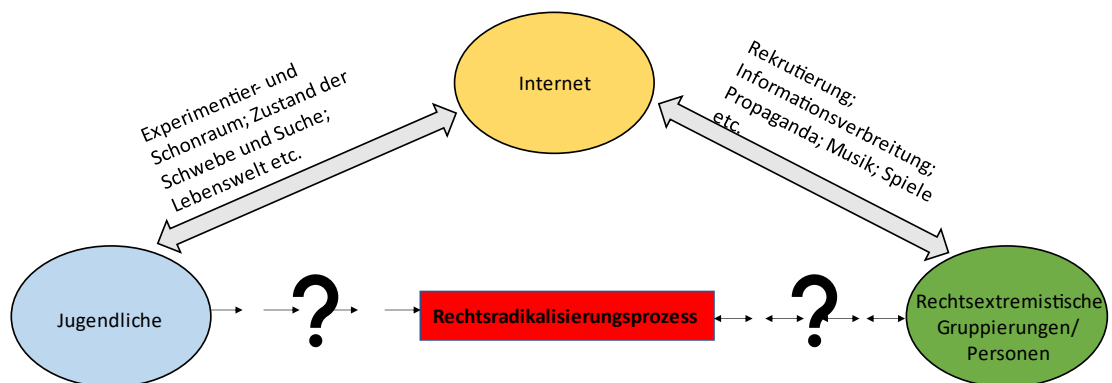 Internet
Experimentier- und
Schonraum; Zustand der
Schwebe und Suche;
Lebenswelt etc.
Rekrutierung;
Informationsverbreitung;
Propaganda; Musik; Spiele
etc.
Jugendliche
?
Rechtsradikalisierungsprozess
?
Rechtsextremistische
Gruppierungen/
Personen